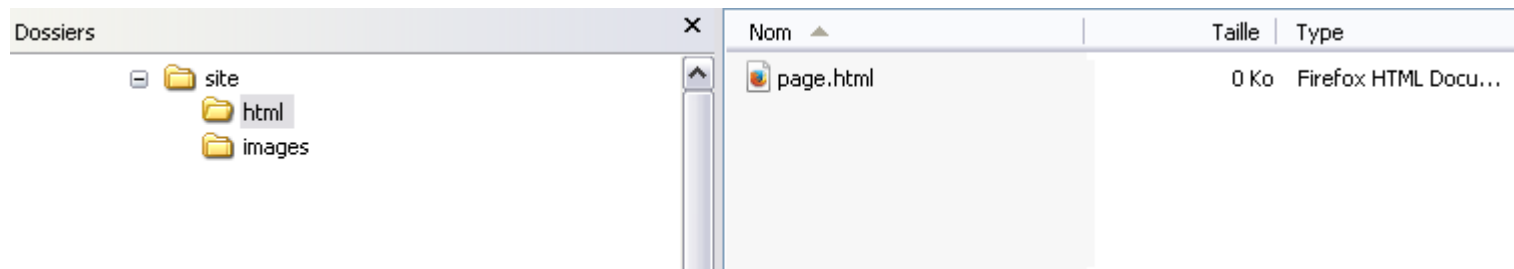 Dossiers
site
html
images
Nom Taille Type
page.html 0 Ko Firefox HTML Docu...